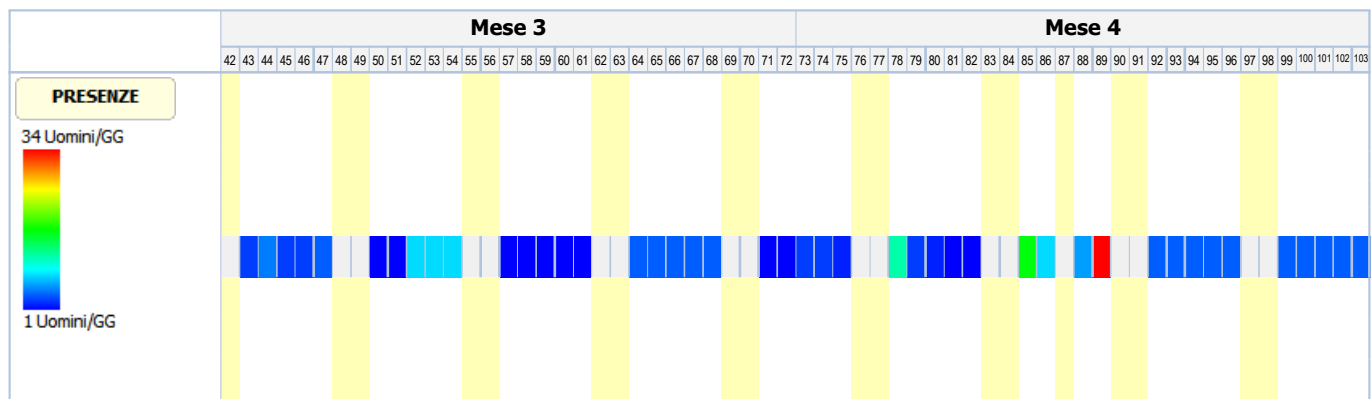 Mese 3 Mese 4
42 43 44 45 46 47 48 49 50 51 52 53 54 55 56 57 58 59 60 61 62 63 64 65 66 67 68 69 70 71 72 73 74 75 76 77 78 79 80 81 82 83 84 85 86 87 88 89 90 91 92 93 94 95 96 97 98 99 100 101 102 103
PRESENZE
34 Uomini/GG
1 Uomini/GG